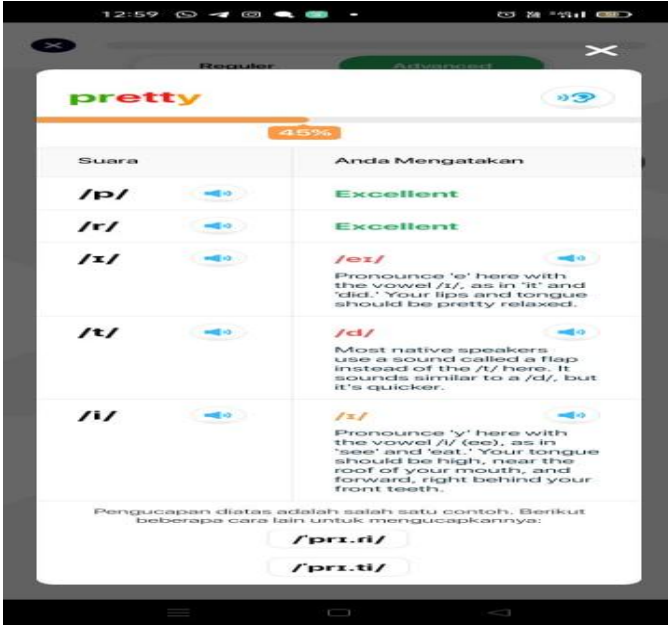 12:59
Reguler Advanced
pretty
45%
Suara Anda Mengatakan
/p/ Excellent
/r/ Excellent
/ɪ/ /eɪ/
Pronounce 'e' here with
the vowel /ɪ/, as in 'it' and
'did.' Your lips and tongue
should be pretty relaxed.
/t/ /d/
Most native speakers
use a sound called a flap
instead of the /t/ here. It
sounds similar to a /d/, but
it's quicker.
/i/ /ɪ/
Pronounce 'y' here with
the vowel /i/ (ee), as in
'see' and 'eat.' Your tongue
should be high, near the
roof of your mouth, and
forward, right behind your
front teeth.
Pengucapan diatas adalah salah satu contoh. Berikut
beberapa cara lain untuk mengucapkannya:
/ˈprɪ.ɾi/
/ˈprɪ.ti/